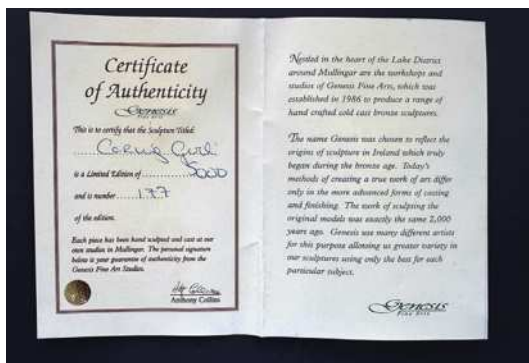 Certificate
of Authenticity
Genesis
FINE ARTS
This is to certify that the Sculpture Titled
Girl
is a Limited Edition of 5000
and is number 177
of the edition.
Each piece has been hand sculpted and cast at our
own studios in Mullingar. The personal signature
below is your guarantee of authenticity from the
Genesis Fine Art Studios.
Anthony Collins
Nestled in the heart of the Lake District
around Mullingar are the workshops and
studios of Genesis Fine Arts, which was
established in 1986 to produce a range of
hand crafted cold cast bronze sculptures.
The name Genesis was chosen to reflect the
origins of sculpture in Ireland which truly
began during the bronze age. Today's
methods of creating a true work of art differ
only in the more advanced forms of casting
and finishing. The work of sculpting the
original models was exactly the same 2,000
years ago. Genesis use many different artists
for this purpose allowing us greater variety in
our sculptures using only the best for each
particular subject.
Genesis
FINE ARTS